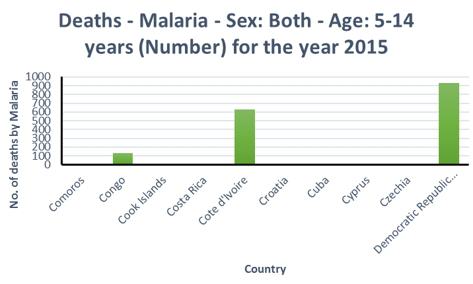 Deaths - Malaria - Sex: Both - Age: 5-14
years (Number) for the year 2015
No. of deaths by Malaria
1000
900
800
700
600
500
400
300
200
100
0
Comoros
Congo
Cook Islands
Costa Rica
Cote d'Ivoire
Croatia
Cuba
Cyprus
Czechia
Democratic Republic...
Country